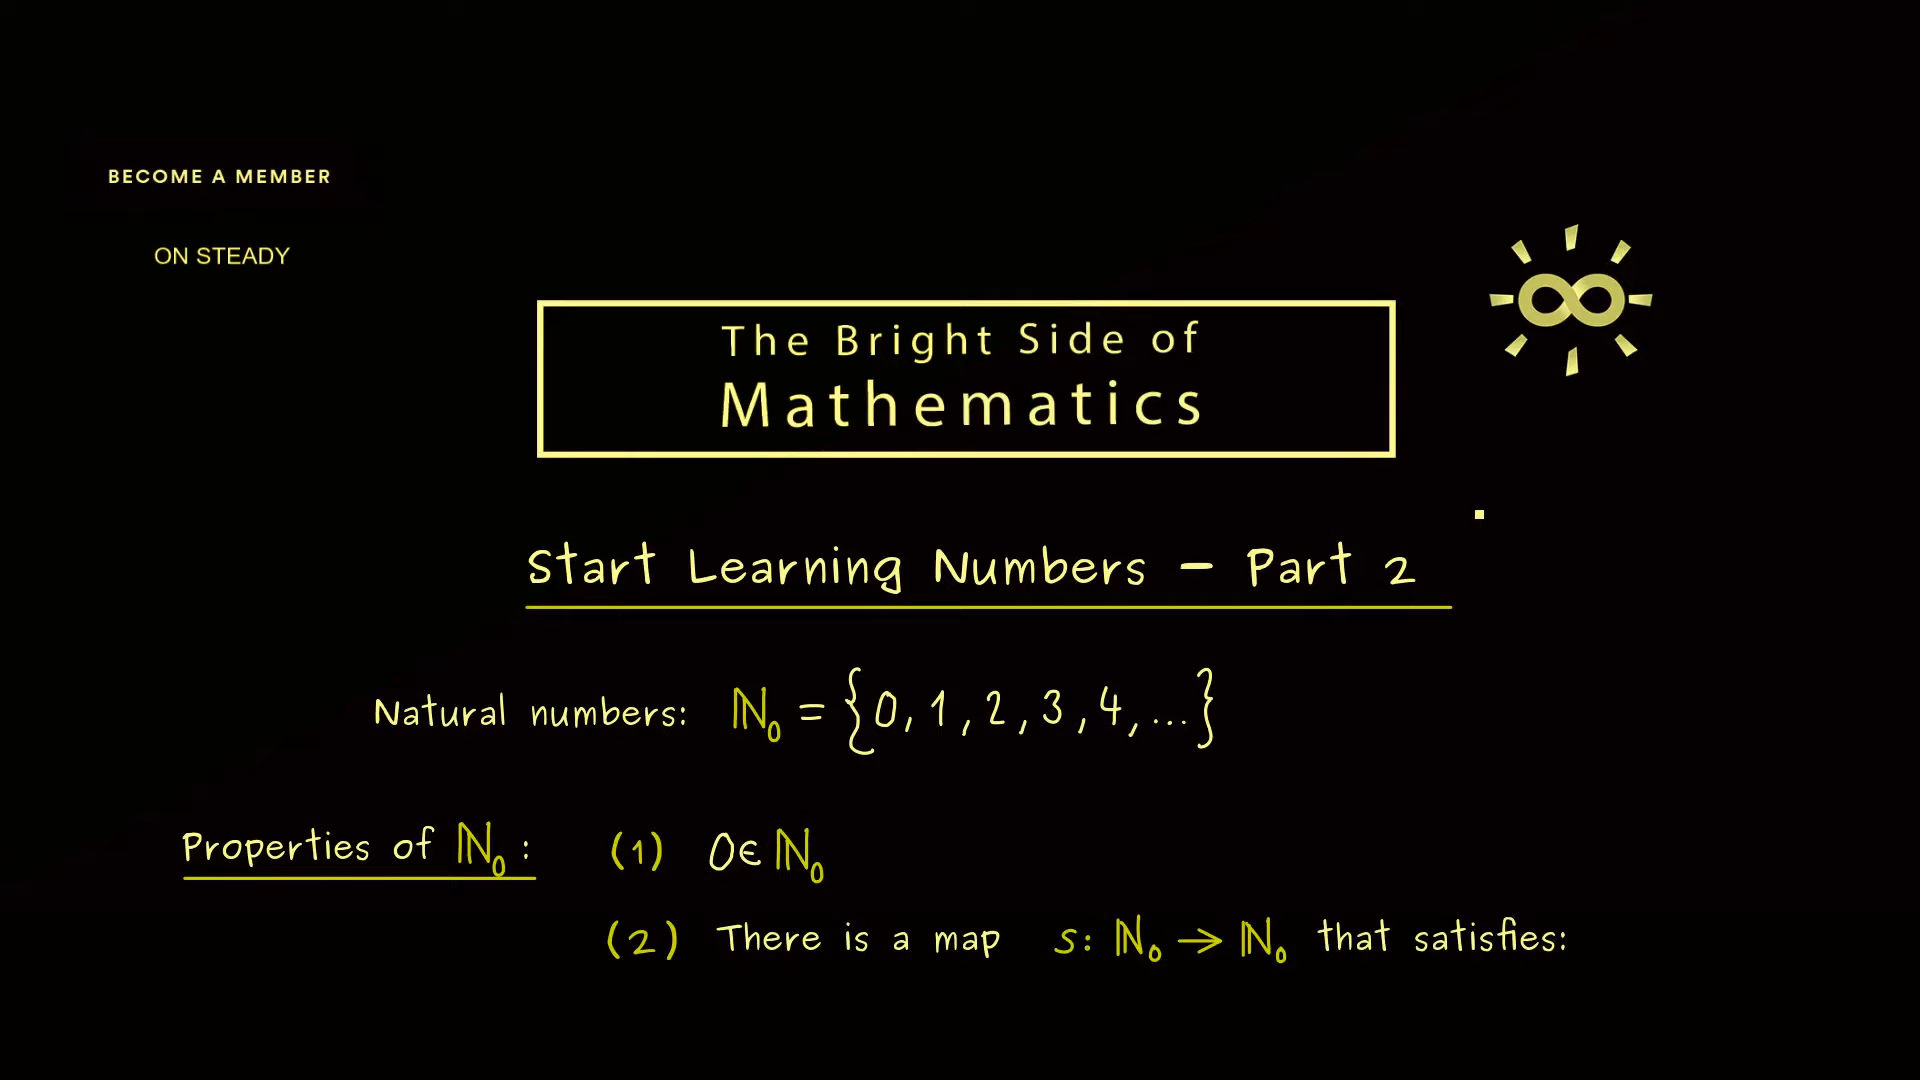 BECOME A MEMBER
ON STEADY
The Bright Side of
Mathematics
Start Learning Numbers – Part 2
Natural numbers: ℕ₀ = {0, 1, 2, 3, 4, ...}
Properties of ℕ₀: (1) 0 ∈ ℕ₀
(2) There is a map s: ℕ₀ → ℕ₀ that satisfies: